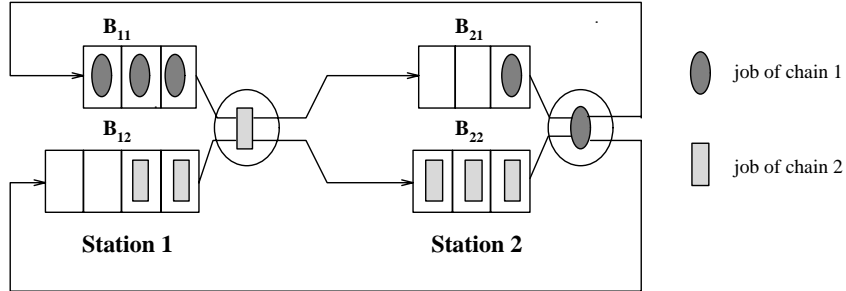 B11 B21
job of chain 1
B12 B22
job of chain 2
Station 1 Station 2